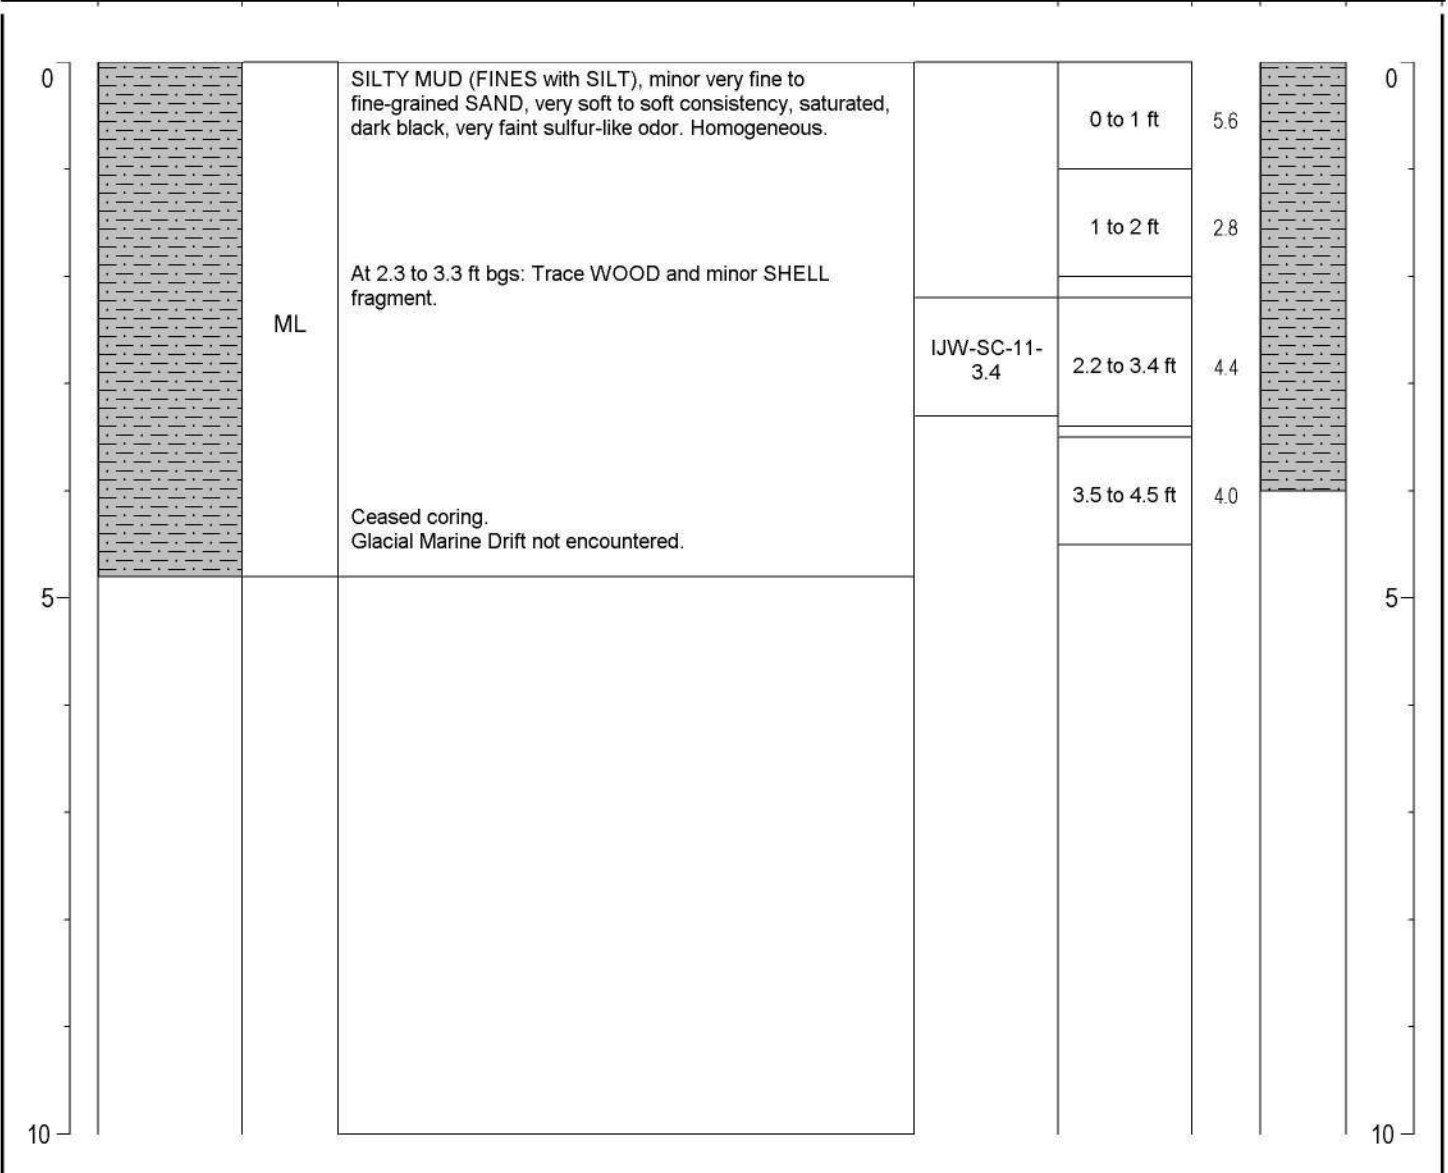 0
SILTY MUD (FINES with SILT), minor very fine to
fine-grained SAND, very soft to soft consistency, saturated,
dark black, very faint sulfur-like odor. Homogeneous.
0 to 1 ft
5.6
0
1 to 2 ft
2.8
At 2.3 to 3.3 ft bgs: Trace WOOD and minor SHELL
fragment.
ML
IJW-SC-11-
3.4
2.2 to 3.4 ft
4.4
3.5 to 4.5 ft
4.0
Ceased coring.
Glacial Marine Drift not encountered.
5
5
10
10